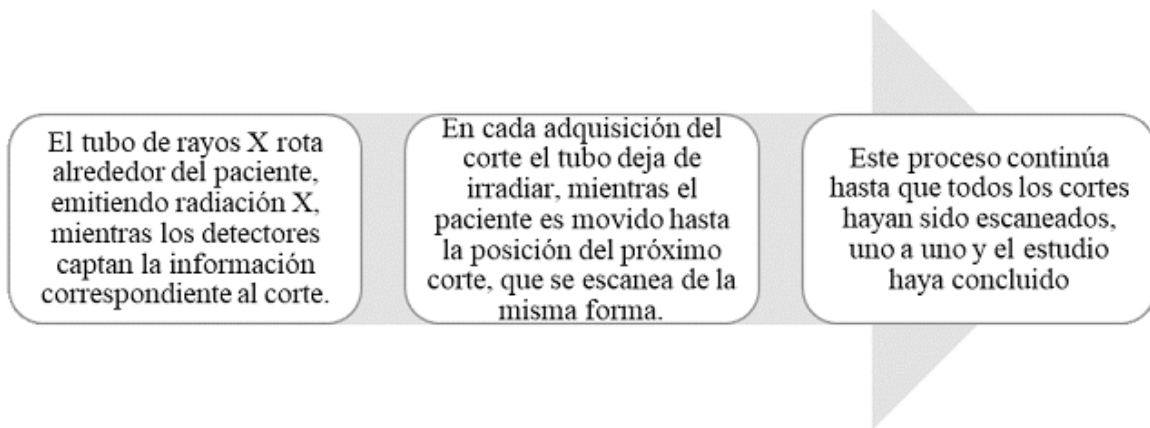 El tubo de rayos X rota
alrededor del paciente,
emitiendo radiación X,
mientras los detectores
captan la información
correspondiente al corte.
En cada adquisición del
corte el tubo deja de
irradiar, mientras el
paciente es movido hasta
la posición del próximo
corte, que se escanea de la
misma forma.
Este proceso continúa
hasta que todos los cortes
hayan sido escaneados,
uno a uno y el estudio
haya concluido